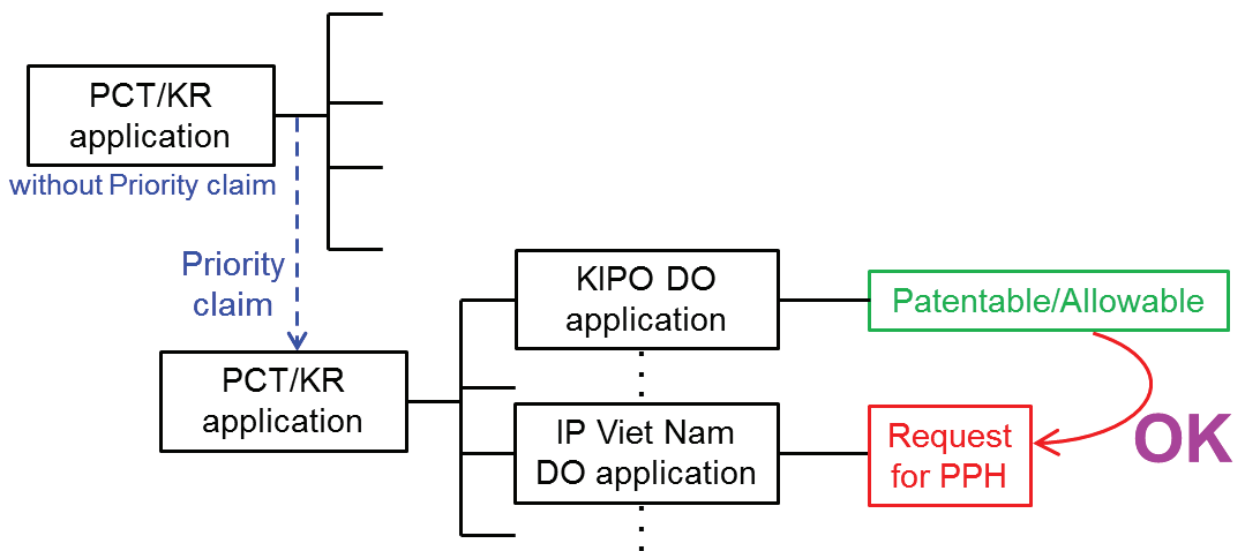 PCT/KR
application
without Priority claim
Priority
claim
KIPO DO
application
Patentable/Allowable
PCT/KR
application
IP Viet Nam
DO application
Request
for PPH
OK